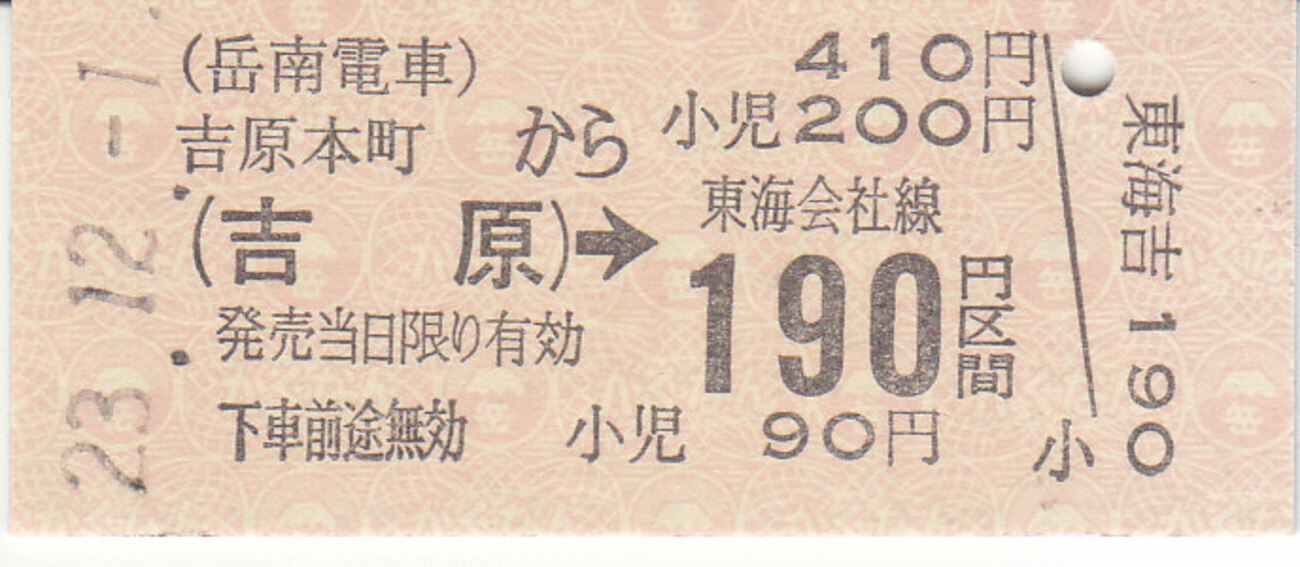 23.12.-1.
(岳南電車)
吉原本町から
(吉原)→
発売当日限り有効
下車前途無効
410円
小児200円
東海会社線
190円区間
小児 90円
小
東海吉190